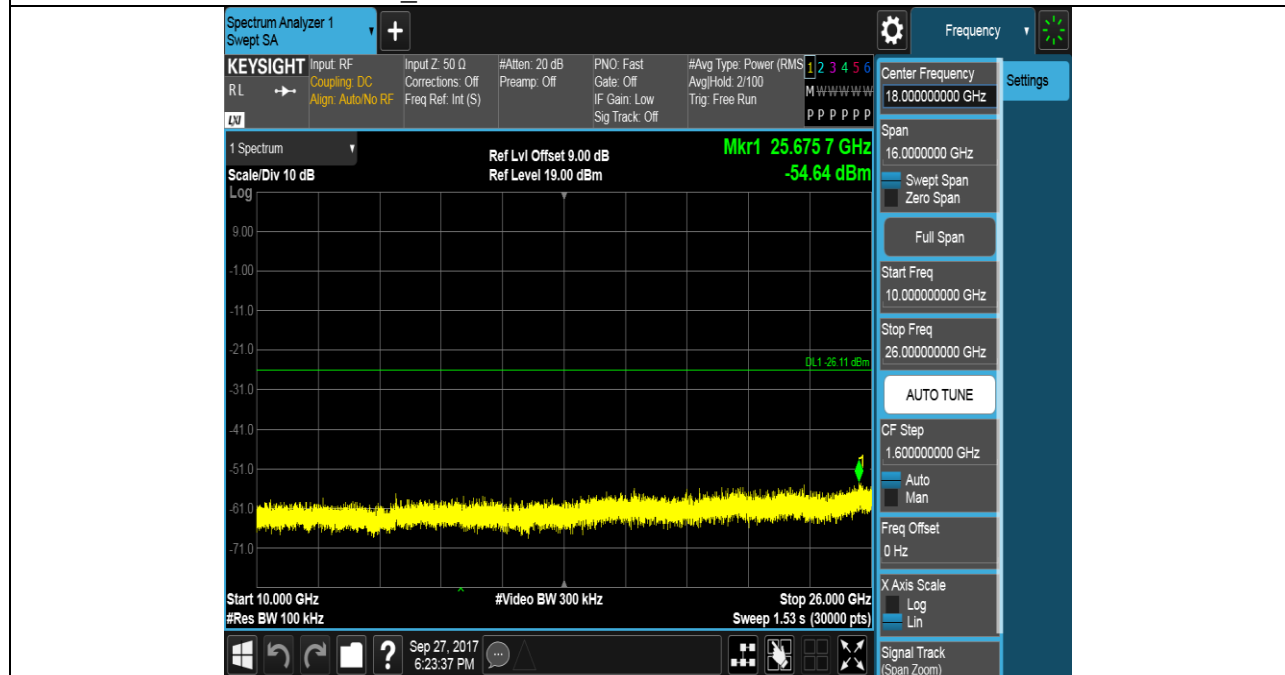 Spectrum Analyzer 1
Swept SA
+
Frequency
KEYSIGHT
RL
LXI
Input: RF
Coupling: DC
Align: Auto/No RF
Input Z: 50 Ω
Corrections: Off
Freq Ref: Int (S)
#Atten: 20 dB
Preamp: Off
PNO: Fast
Gate: Off
IF Gain: Low
Sig Track: Off
#Avg Type: Power (RMS
Avg|Hold: 2/100
Trig: Free Run
1 2 3 4 5 6
M W W W W W
P P P P P P
1 Spectrum
Scale/Div 10 dB
Ref Lvl Offset 9.00 dB
Ref Level 19.00 dBm
Mkr1 25.675 7 GHz
-54.64 dBm
Log
9.00
-1.00
-11.0
-21.0
DL1 -26.11 dBm
-31.0
-41.0
-51.0
1
-61.0
-71.0
Start 10.000 GHz
#Res BW 100 kHz
#Video BW 300 kHz
Stop 26.000 GHz
Sweep 1.53 s (30000 pts)
?
Sep 27, 2017
6:23:37 PM
Center Frequency
18.000000000 GHz
Settings
Span
16.0000000 GHz
Swept Span
Zero Span
Full Span
Start Freq
10.000000000 GHz
Stop Freq
26.000000000 GHz
AUTO TUNE
CF Step
1.600000000 GHz
Auto
Man
Freq Offset
0 Hz
X Axis Scale
Log
Lin
Signal Track
(Span Zoom)